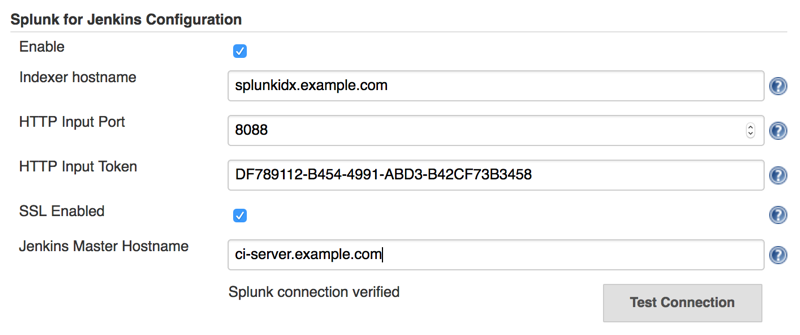 Splunk for Jenkins Configuration
Enable
Indexer hostname splunkidx.example.com ?
HTTP Input Port 8088 ?
HTTP Input Token DF789112-B454-4991-ABD3-B42CF73B3458 ?
SSL Enabled ?
Jenkins Master Hostname ci-server.example.com ?
Splunk connection verified Test Connection